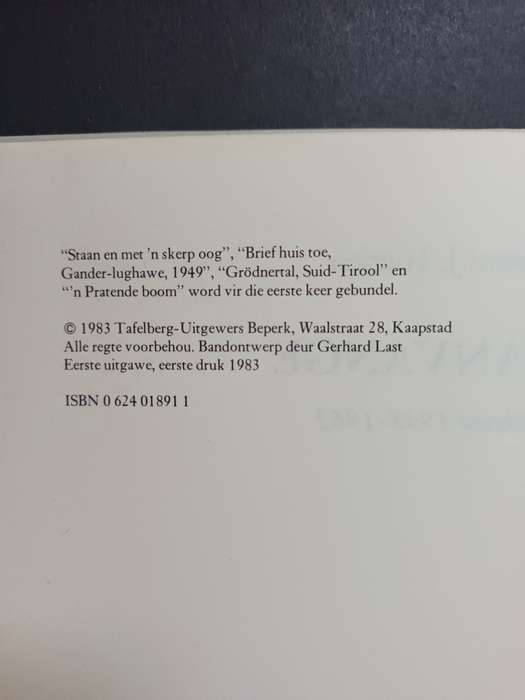 “Staan en met ’n skerp oog”, “Brief huis toe,
Gander-lughawe, 1949”, “Grödnertal, Suid-Tirool” en
“’n Pratende boom” word vir die eerste keer gebundel.
© 1983 Tafelberg-Uitgewers Beperk, Waalstraat 28, Kaapstad
Alle regte voorbehou. Bandontwerp deur Gerhard Last
Eerste uitgawe, eerste druk 1983
ISBN 0 624 01891 1